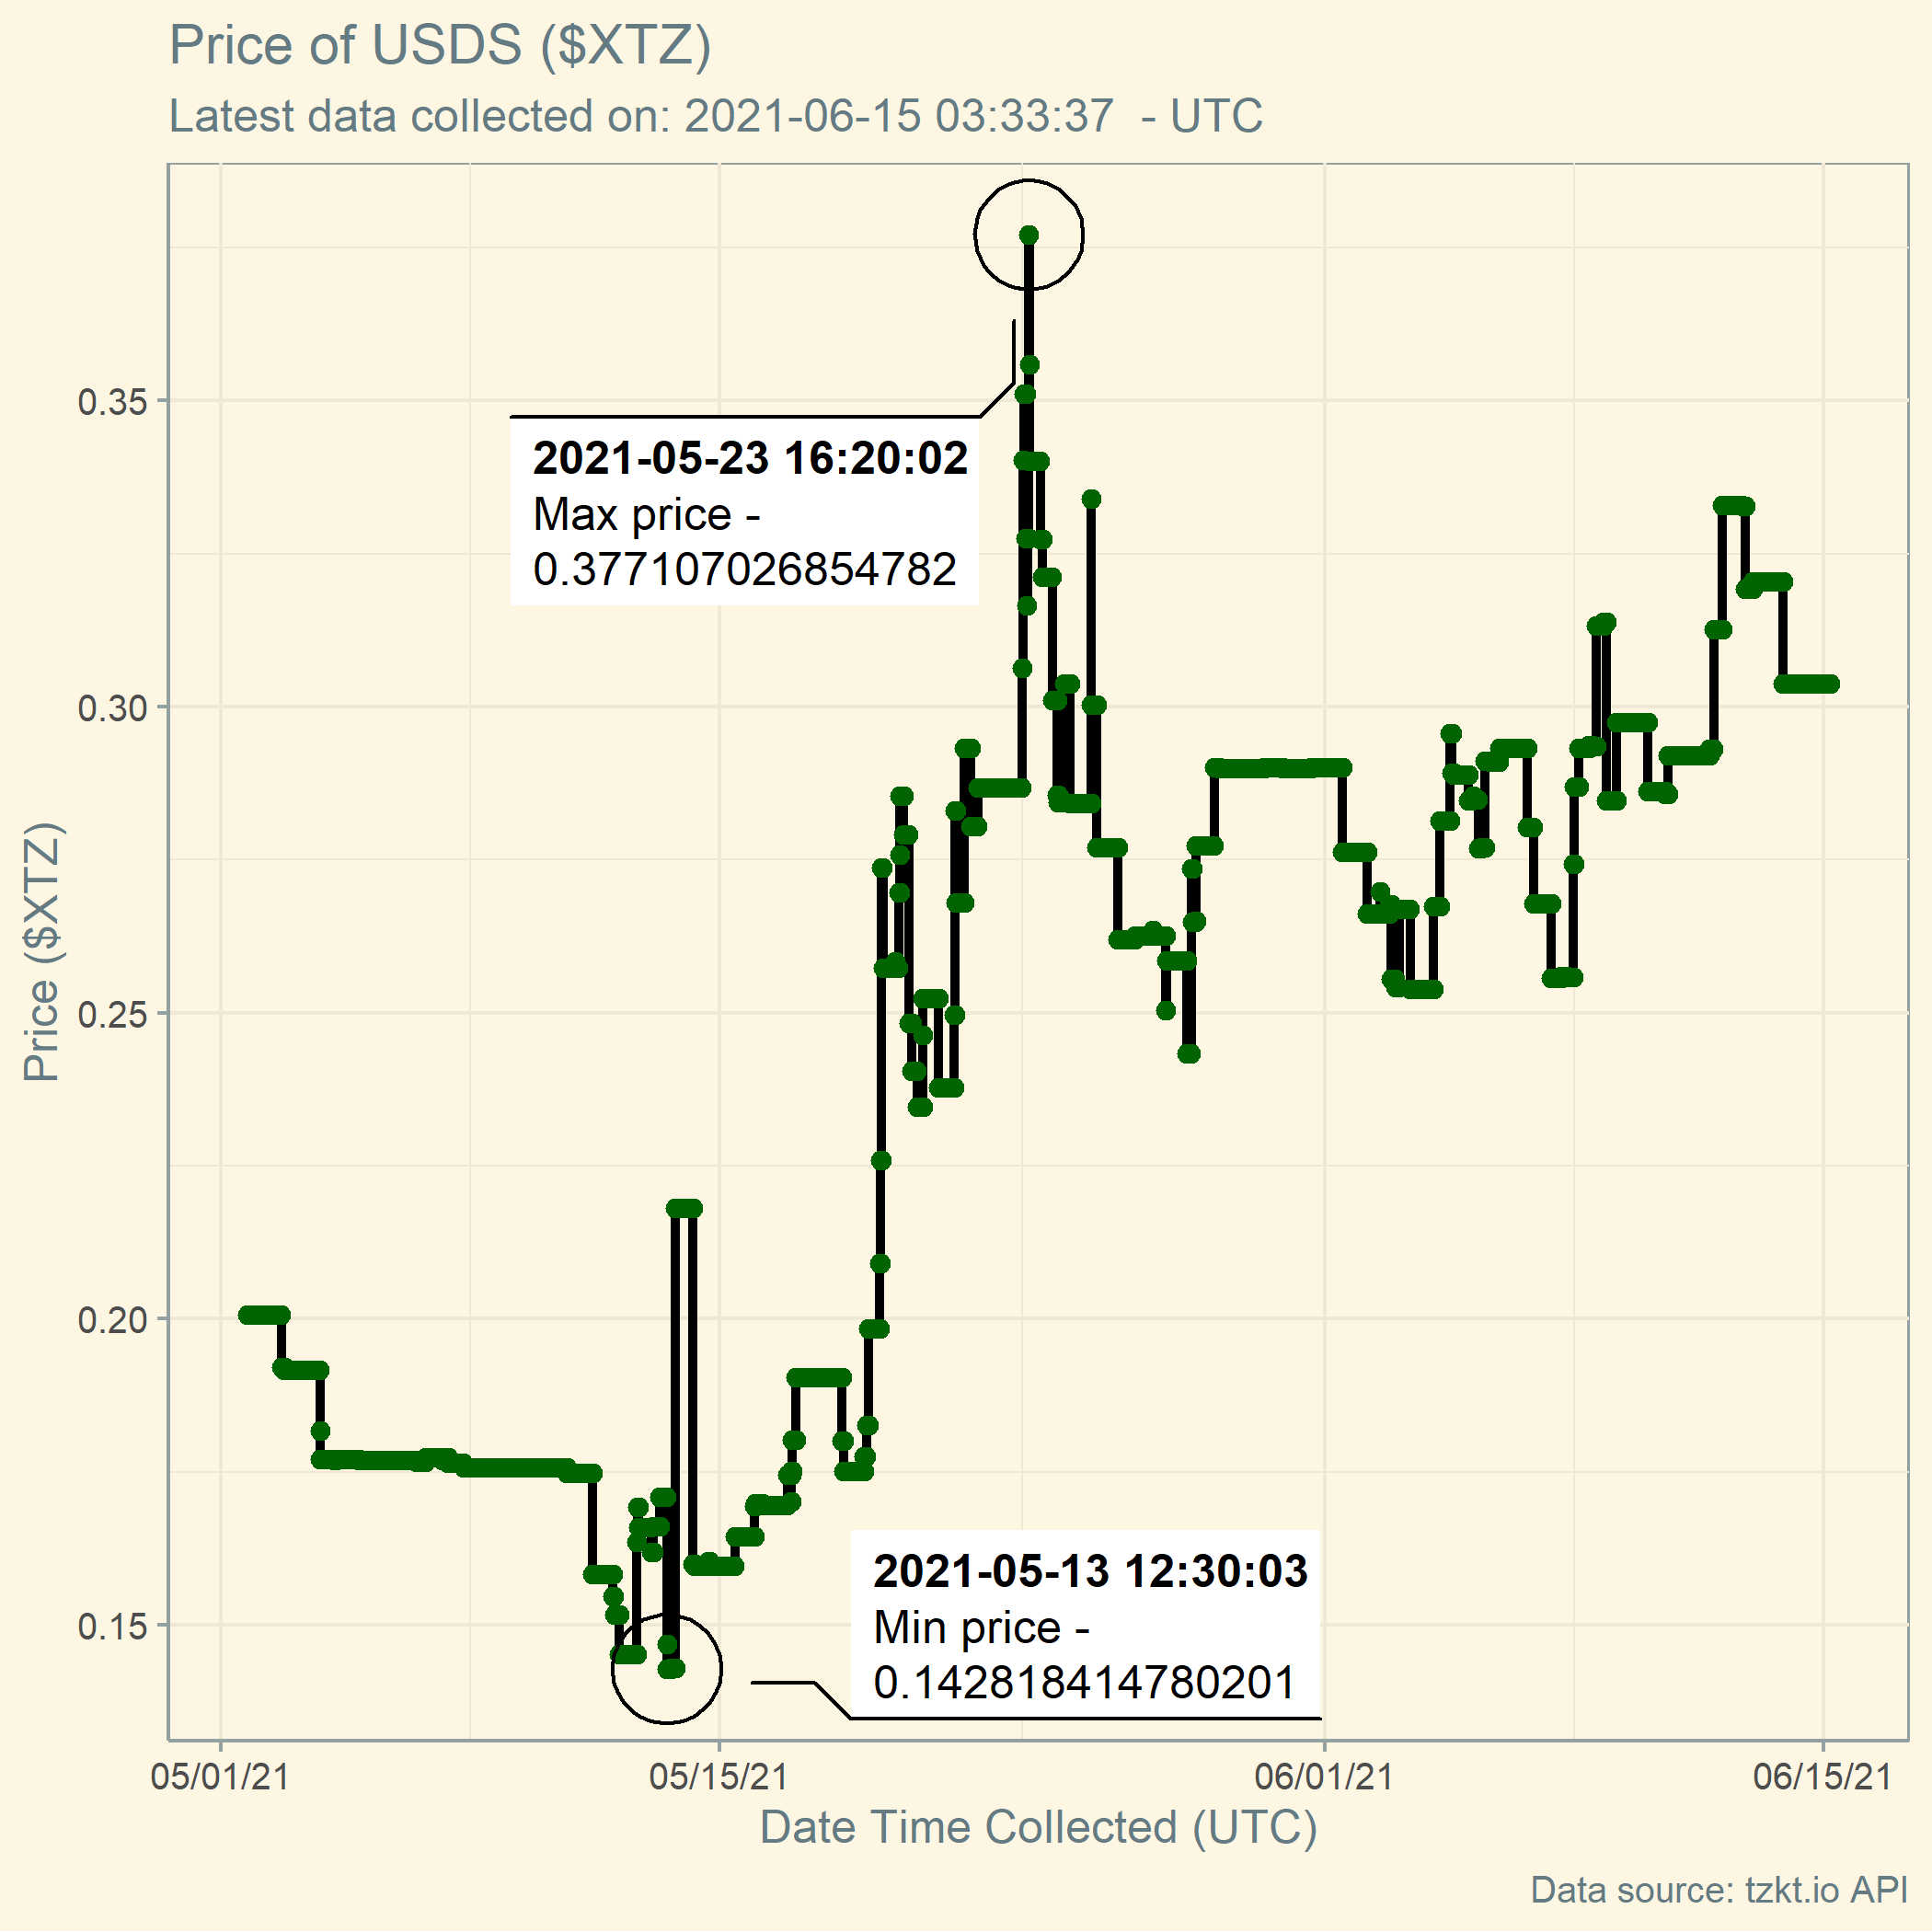 Price of USDS ($XTZ)
Latest data collected on: 2021-06-15 03:33:37  - UTC
0.35
0.30
0.25
0.20
0.15
Price ($XTZ)
2021-05-23 16:20:02
Max price -
0.377107026854782
2021-05-13 12:30:03
Min price -
0.142818414780201
05/01/21
05/15/21
06/01/21
06/15/21
Date Time Collected (UTC)
Data source: tzkt.io API